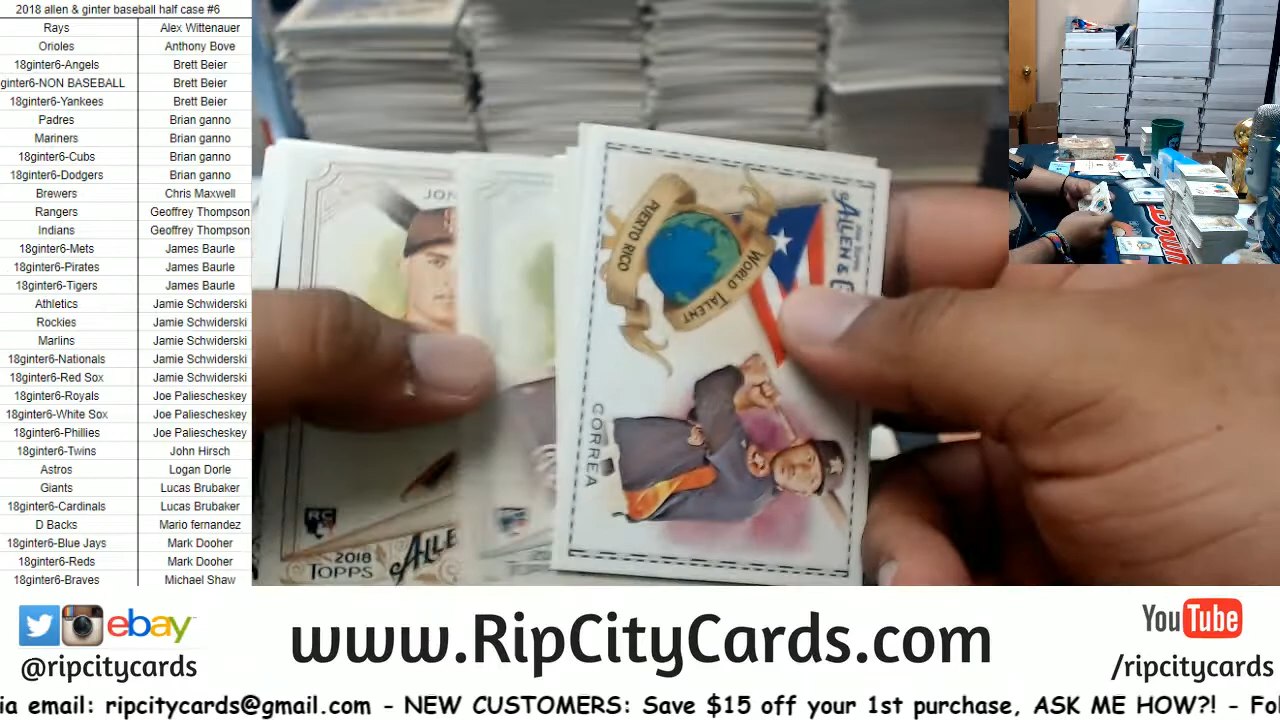 2018 allen & ginter baseball half case #6
Rays Alex Wittenauer
Orioles Anthony Bove
18ginter6-Angels Brett Beier
ginter6-NON BASEBALL Brett Beier
18ginter6-Yankees Brett Beier
Padres Brian ganno
Mariners Brian ganno
18ginter6-Cubs Brian ganno
18ginter6-Dodgers Brian ganno
Brewers Chris Maxwell
Rangers Geoffrey Thompson
Indians Geoffrey Thompson
18ginter6-Mets James Baurle
18ginter6-Pirates James Baurle
18ginter6-Tigers James Baurle
Athletics Jamie Schwiderski
Rockies Jamie Schwiderski
Marlins Jamie Schwiderski
18ginter6-Nationals Jamie Schwiderski
18ginter6-Red Sox Jamie Schwiderski
18ginter6-Royals Joe Paliescheskey
18ginter6-White Sox Joe Paliescheskey
18ginter6-Phillies Joe Paliescheskey
18ginter6-Twins John Hirsch
Astros Logan Dorle
Giants Lucas Brubaker
18ginter6-Cardinals Lucas Brubaker
D Backs Mario fernandez
18ginter6-Blue Jays Mark Dooher
18ginter6-Reds Mark Dooher
18ginter6-Braves Michael Shaw
JON
RC
2018
TOPPS ALLE
PUERTO RICO
WORLD TALENT
ALLEN & G
CORREA
ebay
@ripcitycards
www.RipCityCards.com
YouTube
/ripcitycards
ia email: ripcitycards@gmail.com - NEW CUSTOMERS: Save $15 off your 1st purchase, ASK ME HOW?! - Fo